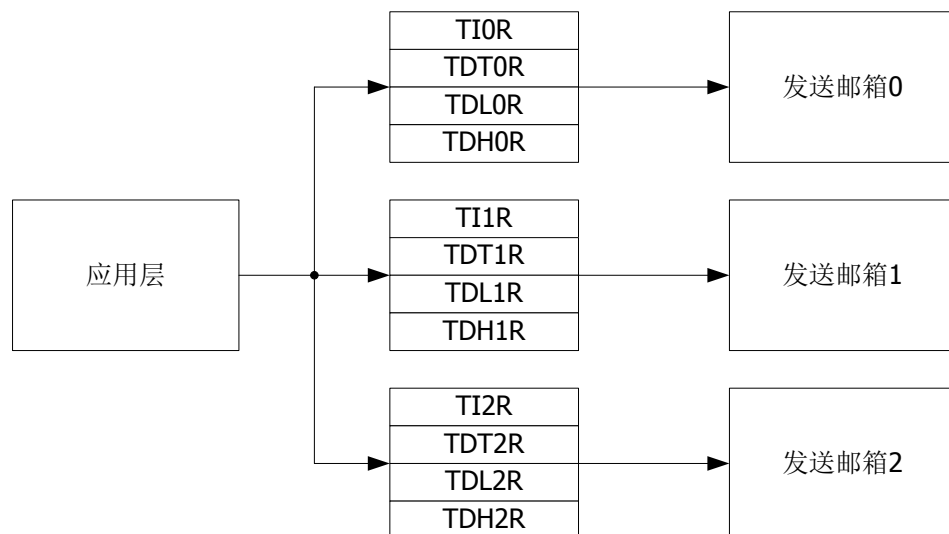 TI0R
TDT0R
TDL0R
TDH0R
发送邮箱0
应用层
TI1R
TDT1R
TDL1R
TDH1R
发送邮箱1
TI2R
TDT2R
TDL2R
TDH2R
发送邮箱2